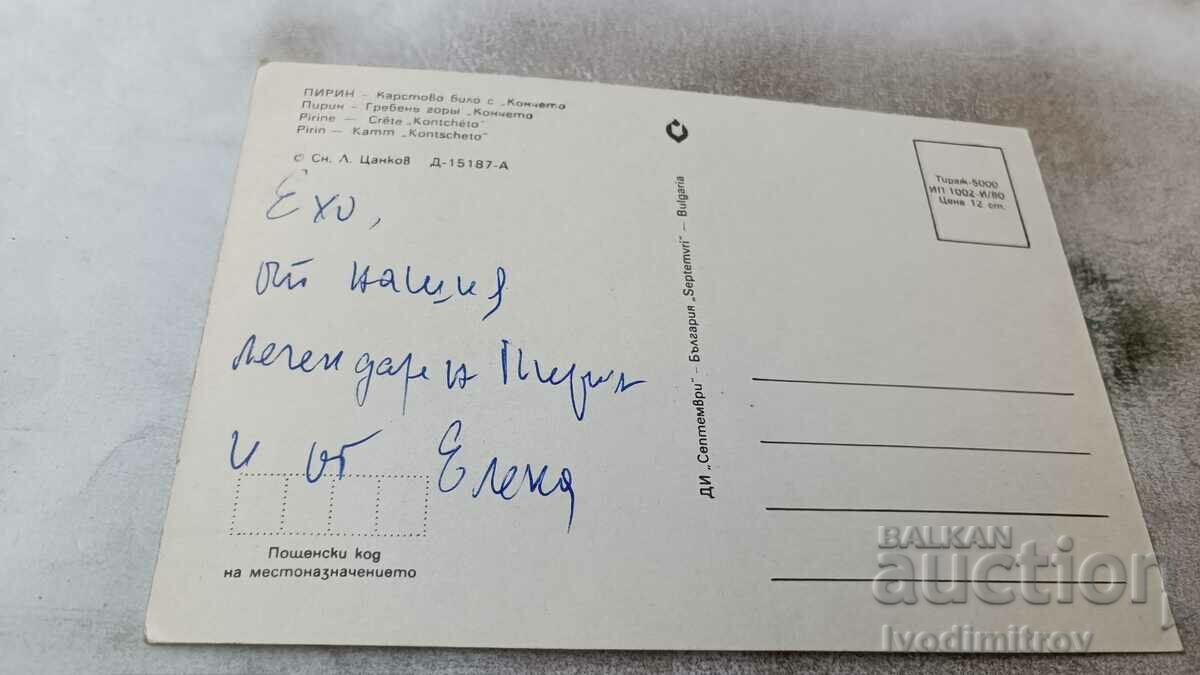 ПИРИН – Карстово било с „Кончето
Пирин – Гребень горы „Кончето
Pirine — Crête „Kontchéto"
Pirin — Kamm „Kontscheto"
© Сн. Л. Цанков Д-15187-А
Ехо,
от нашия
легендарен Пирин
и от Елена
Пощенски код
на местоназначението
ДИ „Септември" – България „Septemvri" – Bulgaria
Тираж-5000
ИП 1002-И/80
Цена 12 ст.
BALKAN
auction
Ivodimitrov